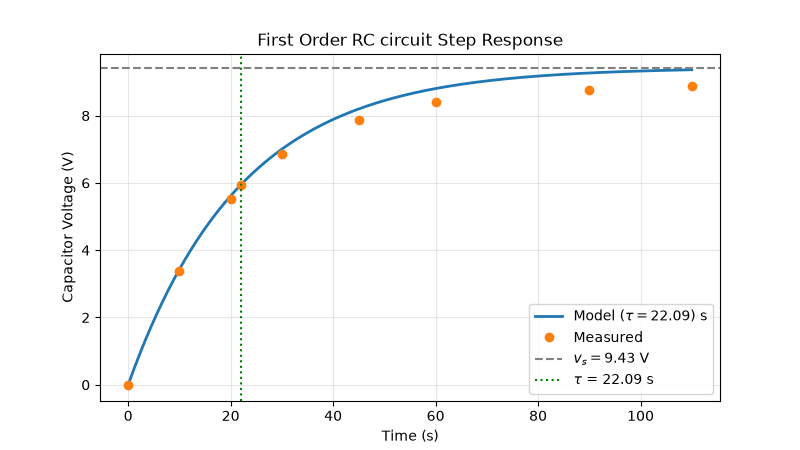 First Order RC circuit Step Response
Capacitor Voltage (V)
8
6
4
2
0
0 20 40 60 80 100
Time (s)
Model (τ = 22.09) s
Measured
vₛ = 9.43 V
τ = 22.09 s